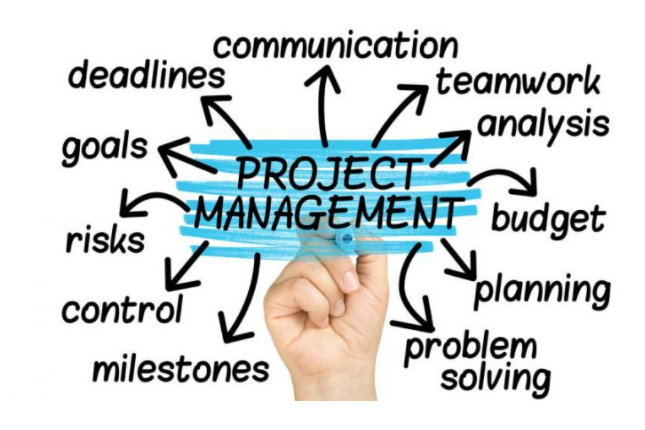 communication
deadlines
teamwork
analysis
goals
PROJECT
MANAGEMENT
budget
risks
planning
control
problem
solving
milestones